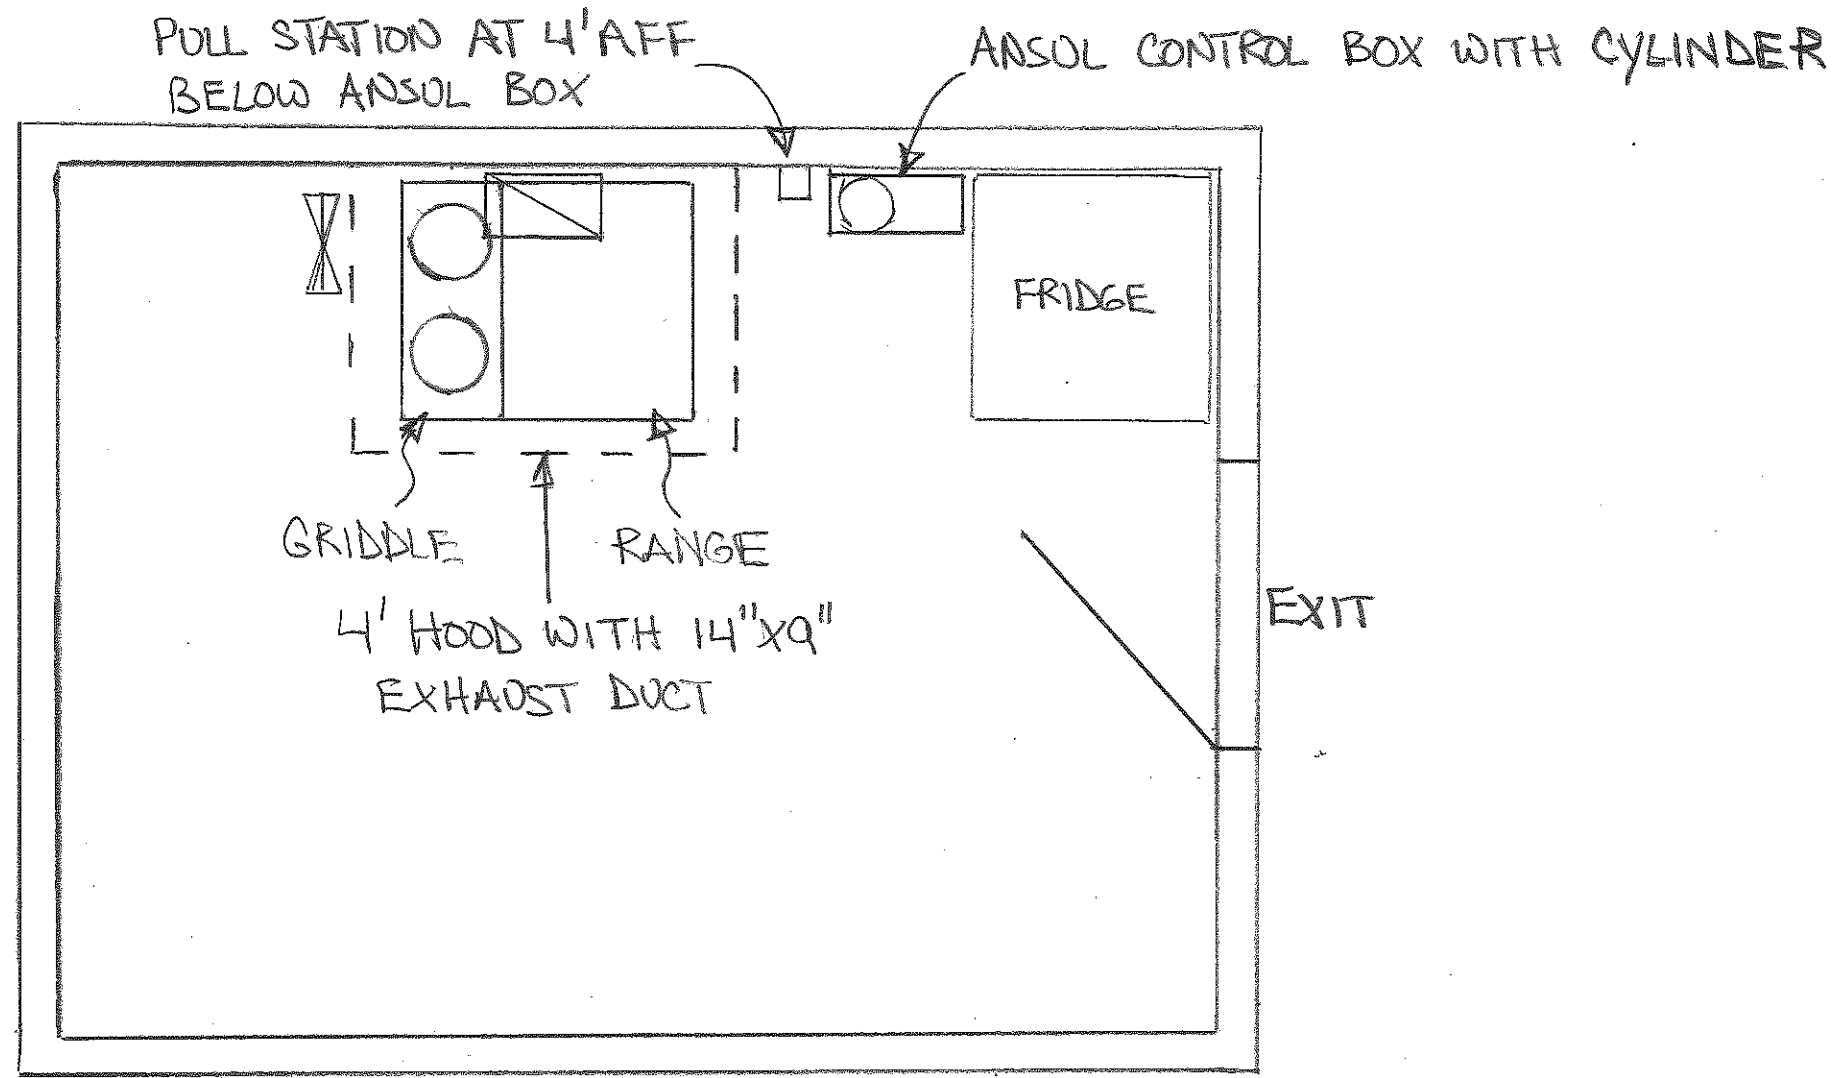 PULL STATION AT 4' AFF
BELOW ANSUL BOX
ANSUL CONTROL BOX WITH CYLINDER
FRIDGE
GRIDDLE
RANGE
4' HOOD WITH 14"X9"
EXHAUST DUCT
EXIT